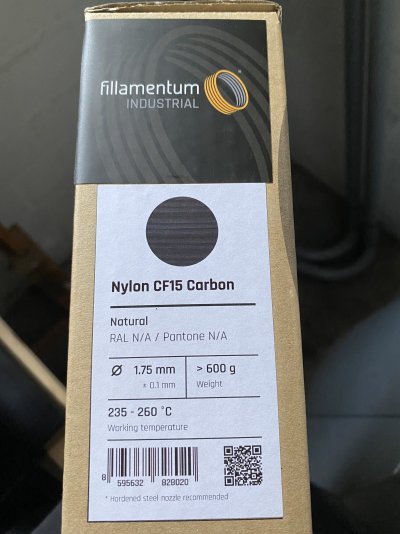 fillamentum
INDUSTRIAL
Nylon CF15 Carbon
Natural
RAL N/A / Pantone N/A
Ø 1.75 mm
± 0.1 mm
> 600 g
Weight
235 - 260 °C
Working temperature
8 595632 828020
* Hardened steel nozzle recommended